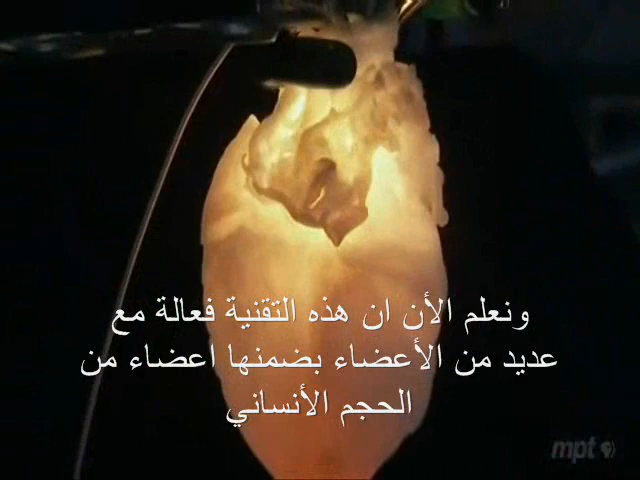 ونعلم الأن ان هذه التقنية فعالة مع
عديد من الأعضاء بضمنها اعضاء من
الحجم الأنساني
mpt